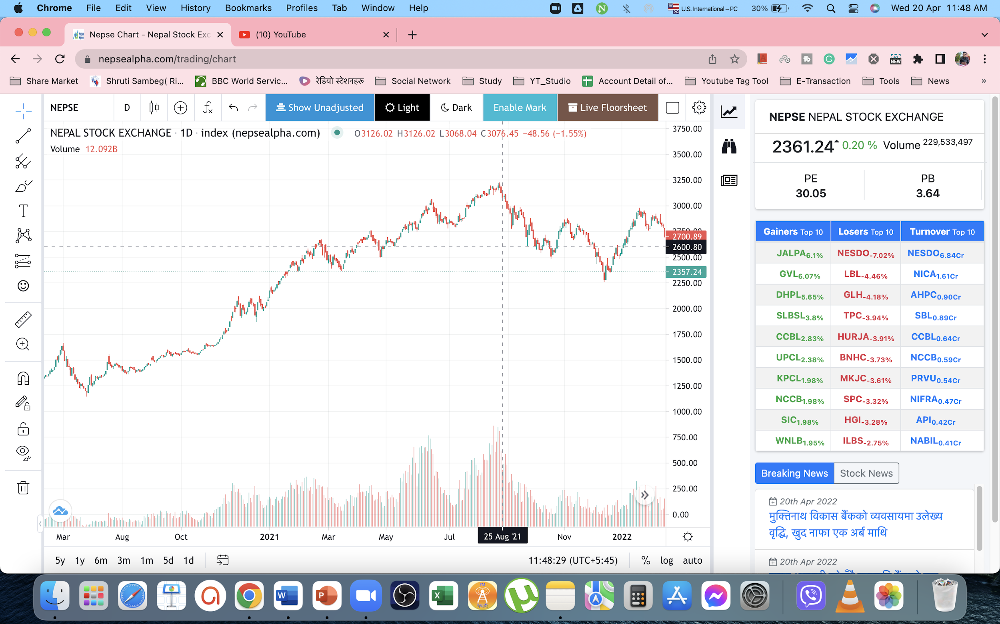 Chrome File Edit View History Bookmarks Profiles Tab Window Help U.S. International – PC 30% Wed 20 Apr 11:48 AM
Nepse Chart - Nepal Stock Exc (10) YouTube
nepsealpha.com/trading/chart
Share Market Shruti Sambeg( Ri... BBC World Servic... रेडियो स्टेशनहरू Social Network Study YT_Studio Account Detail of... Youtube Tag Tool E-Transaction Tools News »
NEPSE D Show Unadjusted Light Dark Enable Mark Live Floorsheet
NEPAL STOCK EXCHANGE · 1D · index (nepsealpha.com) O3126.02 H3126.02 L3068.04 C3076.45 −48.56 (−1.55%)
Volume 12.092B
3750.00
3500.00
3250.00
3000.00
2700.89
2600.80
2500.00
2357.24
2250.00
2000.00
1750.00
1500.00
1250.00
1000.00
750.00
500.00
250.00
0.00
Mar Aug Oct 2021 Mar May Jul 25 Aug '21 Nov 2022
5y 1y 6m 3m 1m 5d 1d 11:48:29 (UTC+5:45) % log auto
NEPSE NEPAL STOCK EXCHANGE
2361.24 0.20 % Volume 229,533,497
PE PB
30.05 3.64
Gainers Top 10 Losers Top 10 Turnover Top 10
JALPA6.1% NESDO-7.02% NESDO6.84Cr
GVL6.07% LBL-4.46% NICA1.61Cr
DHPL5.65% GLH-4.18% AHPC0.90Cr
SLBSL3.8% TPC-3.94% SBL0.89Cr
CCBL2.83% HURJA-3.91% CCBL0.64Cr
UPCL2.38% BNHC-3.73% NCCB0.59Cr
KPCL1.98% MKJC-3.61% PRVU0.54Cr
NCCB1.98% SPC-3.32% NIFRA0.47Cr
SIC1.98% HGI-3.28% API0.42Cr
WNLB1.95% ILBS-2.75% NABIL0.41Cr
Breaking News Stock News
20th Apr 2022
मुक्तिनाथ विकास बैंकको व्यवसायमा उलेख्य
वृद्धि, खुद नाफा एक अर्ब माथि
20th Apr 2022